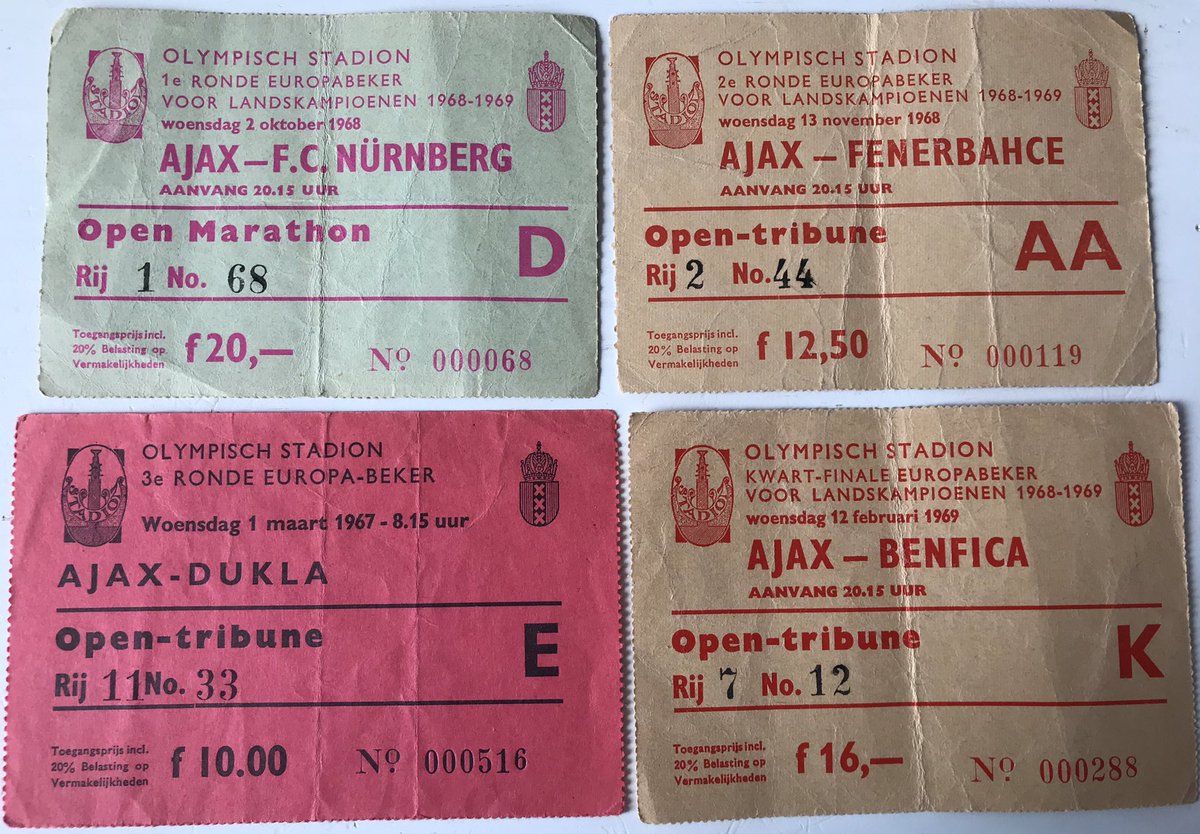 OLYMPISCH STADION
1e RONDE EUROPABEKER
VOOR LANDSKAMPIOENEN 1968-1969
woensdag 2 oktober 1968
AJAX—F.C. NÜRNBERG
AANVANG 20.15 UUR
Open Marathon
D
Rij 1 No. 68
Toegangsprijs incl.
20% Belasting op
Vermakelijkheden
f 20,—
No. 000068
OLYMPISCH STADION
2e RONDE EUROPABEKER
VOOR LANDSKAMPIOENEN 1968-1969
woensdag 13 november 1968
AJAX — FENERBAHCE
AANVANG 20.15 UUR
Open-tribune
AA
Rij 2 No. 44
Toegangsprijs incl.
20% Belasting op
Vermakelijkheden
f 12,50
No. 000119
OLYMPISCH STADION
3e RONDE EUROPA-BEKER
Woensdag 1 maart 1967 - 8.15 uur
AJAX-DUKLA
Open-tribune
E
Rij 11 No. 33
Toegangsprijs incl.
20% Belasting op
Vermakelijkheden
f 10.00
No. 000516
OLYMPISCH STADION
KWART-FINALE EUROPABEKER
VOOR LANDSKAMPIOENEN 1968-1969
woensdag 12 februari 1969
AJAX — BENFICA
AANVANG 20.15 UUR
Open-tribune
K
Rij 7 No. 12
Toegangsprijs incl.
20% Belasting op
Vermakelijkheden
f 16,—
No. 000288